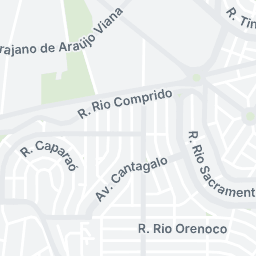 rajano de Araújo Viana
R. Tin
R. Rio Comprido
R. Caparaó
Av. Cantagalo
R. Rio Sacrament
R. Rio Orenoco